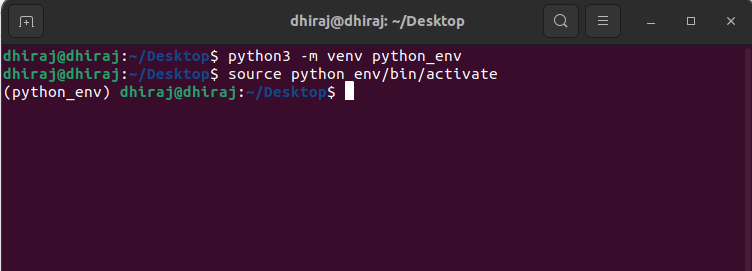 dhiraj@dhiraj: ~/Desktop
dhiraj@dhiraj:~/Desktop$ python3 -m venv python_env
dhiraj@dhiraj:~/Desktop$ source python_env/bin/activate
(python_env) dhiraj@dhiraj:~/Desktop$